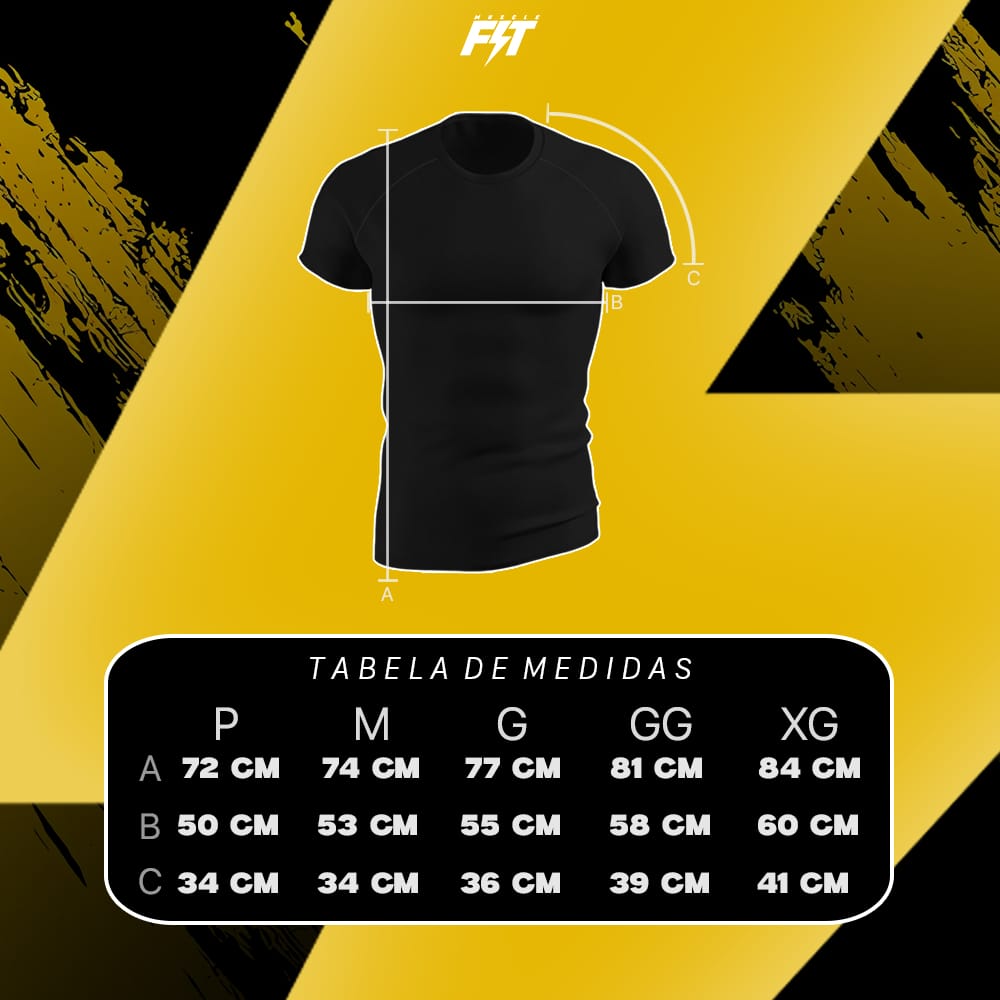 MUSCLE
FIT
C
B
A
TABELA DE MEDIDAS
P M G GG XG
A 72 CM 74 CM 77 CM 81 CM 84 CM
B 50 CM 53 CM 55 CM 58 CM 60 CM
C 34 CM 34 CM 36 CM 39 CM 41 CM